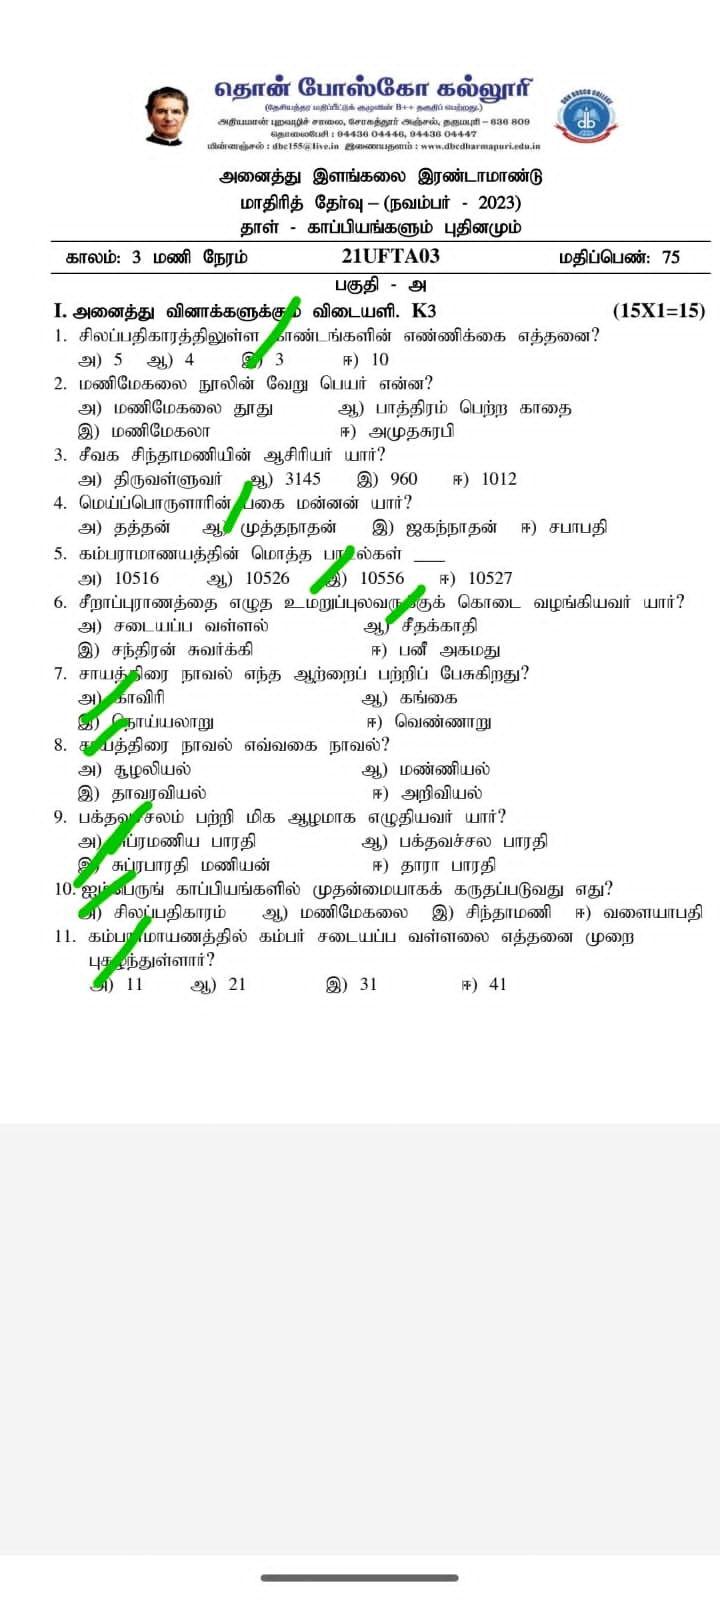 தொன் போஸ்கோ கல்லூரி
(தேசியத்தர மதிப்பீட்டுக் குழுவின் B++ தகுதிப் பெற்றது.)
அதியமான் புறவழிச் சாலை, சோகத்தூர் அஞ்சல், தருமபுரி – 636 809
தொலைபேசி : 94436 04446, 94436 04447
மின்னஞ்சல் : dbc155@live.in இணையதளம் : www.dbcdharmapuri.edu.in
DON BOSCO COLLEGE
db
அனைத்து இளங்கலை இரண்டாமாண்டு
மாதிரித் தேர்வு – (நவம்பர் - 2023)
தாள் - காப்பியங்களும் புதினமும்
காலம்: 3 மணி நேரம் 21UFTA03 மதிப்பெண்: 75
பகுதி - அ
I. அனைத்து வினாக்களுக்கும் விடையளி. K3 (15X1=15)
1. சிலப்பதிகாரத்திலுள்ள காண்டங்களின் எண்ணிக்கை எத்தனை?
அ) 5 ஆ) 4 இ) 3 ஈ) 10
2. மணிமேகலை நூலின் வேறு பெயர் என்ன?
அ) மணிமேகலை தூது ஆ) பாத்திரம் பெற்ற காதை
இ) மணிமேகலா ஈ) அமுதசுரபி
3. சீவக சிந்தாமணியின் ஆசிரியர் யார்?
அ) திருவள்ளுவர் ஆ) 3145 இ) 960 ஈ) 1012
4. மெய்ப்பொருளாரின் பகை மன்னன் யார்?
அ) தத்தன் ஆ) முத்தநாதன் இ) ஜகந்நாதன் ஈ) சபாபதி
5. கம்பராமாணயத்தின் மொத்த பாடல்கள் ____
அ) 10516 ஆ) 10526 இ) 10556 ஈ) 10527
6. சீறாப்புராணத்தை எழுத உமறுப்புலவருக்குக் கொடை வழங்கியவர் யார்?
அ) சடையப்ப வள்ளல் ஆ) சீதக்காதி
இ) சந்திரன் சுவர்க்கி ஈ) பனீ அகமது
7. சாயத்திரை நாவல் எந்த ஆற்றைப் பற்றிப் பேசுகிறது?
அ) காவிரி ஆ) கங்கை
இ) நொய்யலாறு ஈ) வெண்ணாறு
8. சாயத்திரை நாவல் எவ்வகை நாவல்?
அ) சூழலியல் ஆ) மண்ணியல்
இ) தாவரவியல் ஈ) அறிவியல்
9. பக்தவச்சலம் பற்றி மிக ஆழமாக எழுதியவர் யார்?
அ) சுப்ரமணிய பாரதி ஆ) பக்தவச்சல பாரதி
இ) சுப்ரபாரதி மணியன் ஈ) தாரா பாரதி
10. ஐம்பெருங் காப்பியங்களில் முதன்மையாகக் கருதப்படுவது எது?
அ) சிலப்பதிகாரம் ஆ) மணிமேகலை இ) சிந்தாமணி ஈ) வளையாபதி
11. கம்பராமாயணத்தில் கம்பர் சடையப்ப வள்ளலை எத்தனை முறை
புகழ்ந்துள்ளார்?
அ) 11 ஆ) 21 இ) 31 ஈ) 41